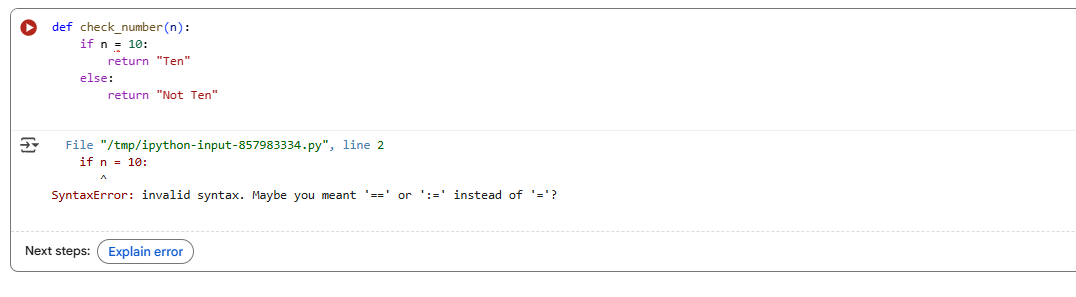 def check_number(n):
    if n = 10:
        return "Ten"
    else:
        return "Not Ten"
  File "/tmp/ipython-input-857983334.py", line 2
    if n = 10:
       ^
SyntaxError: invalid syntax. Maybe you meant '==' or ':=' instead of '='?
Next steps: Explain error